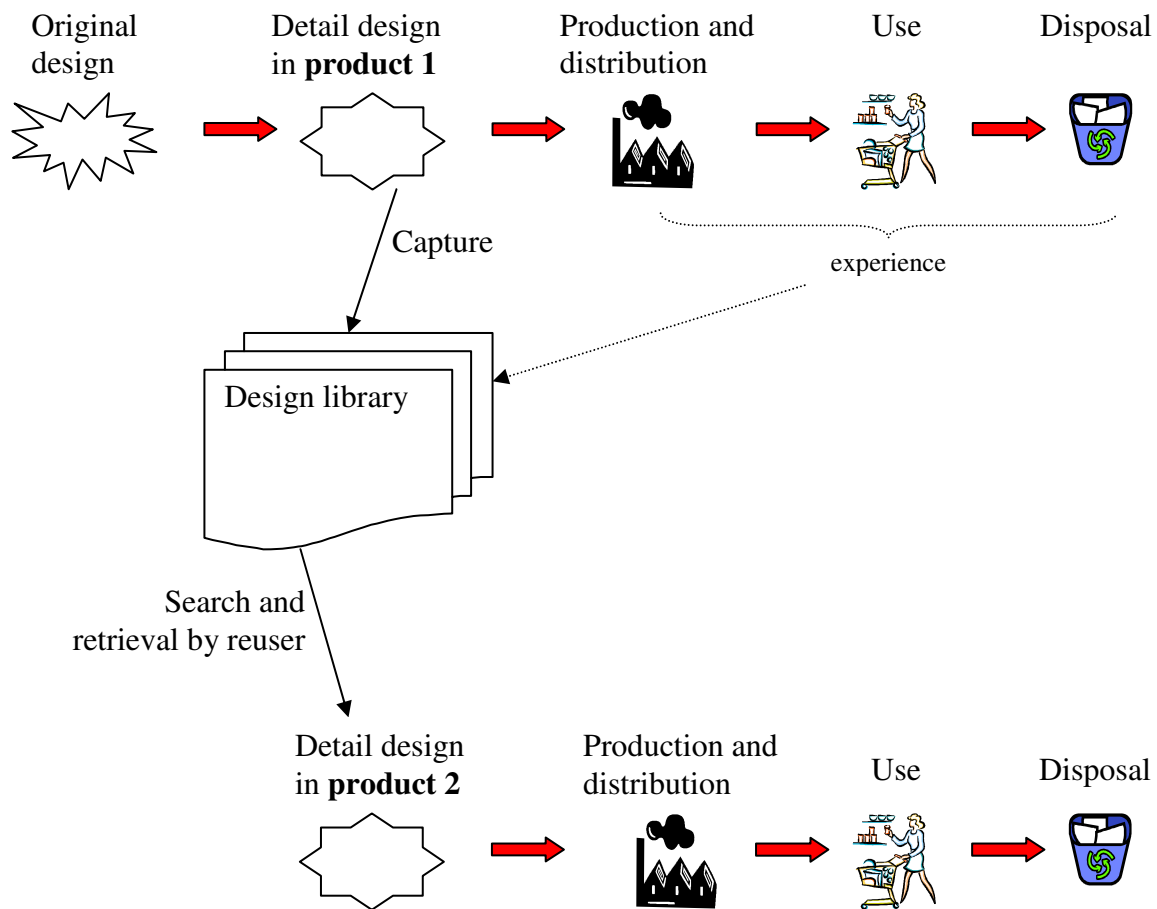 Original
design
Detail design
in product 1
Production and
distribution
Use
Disposal
Capture
experience
Design library
Search and
retrieval by reuser
Detail design
in product 2
Production and
distribution
Use
Disposal